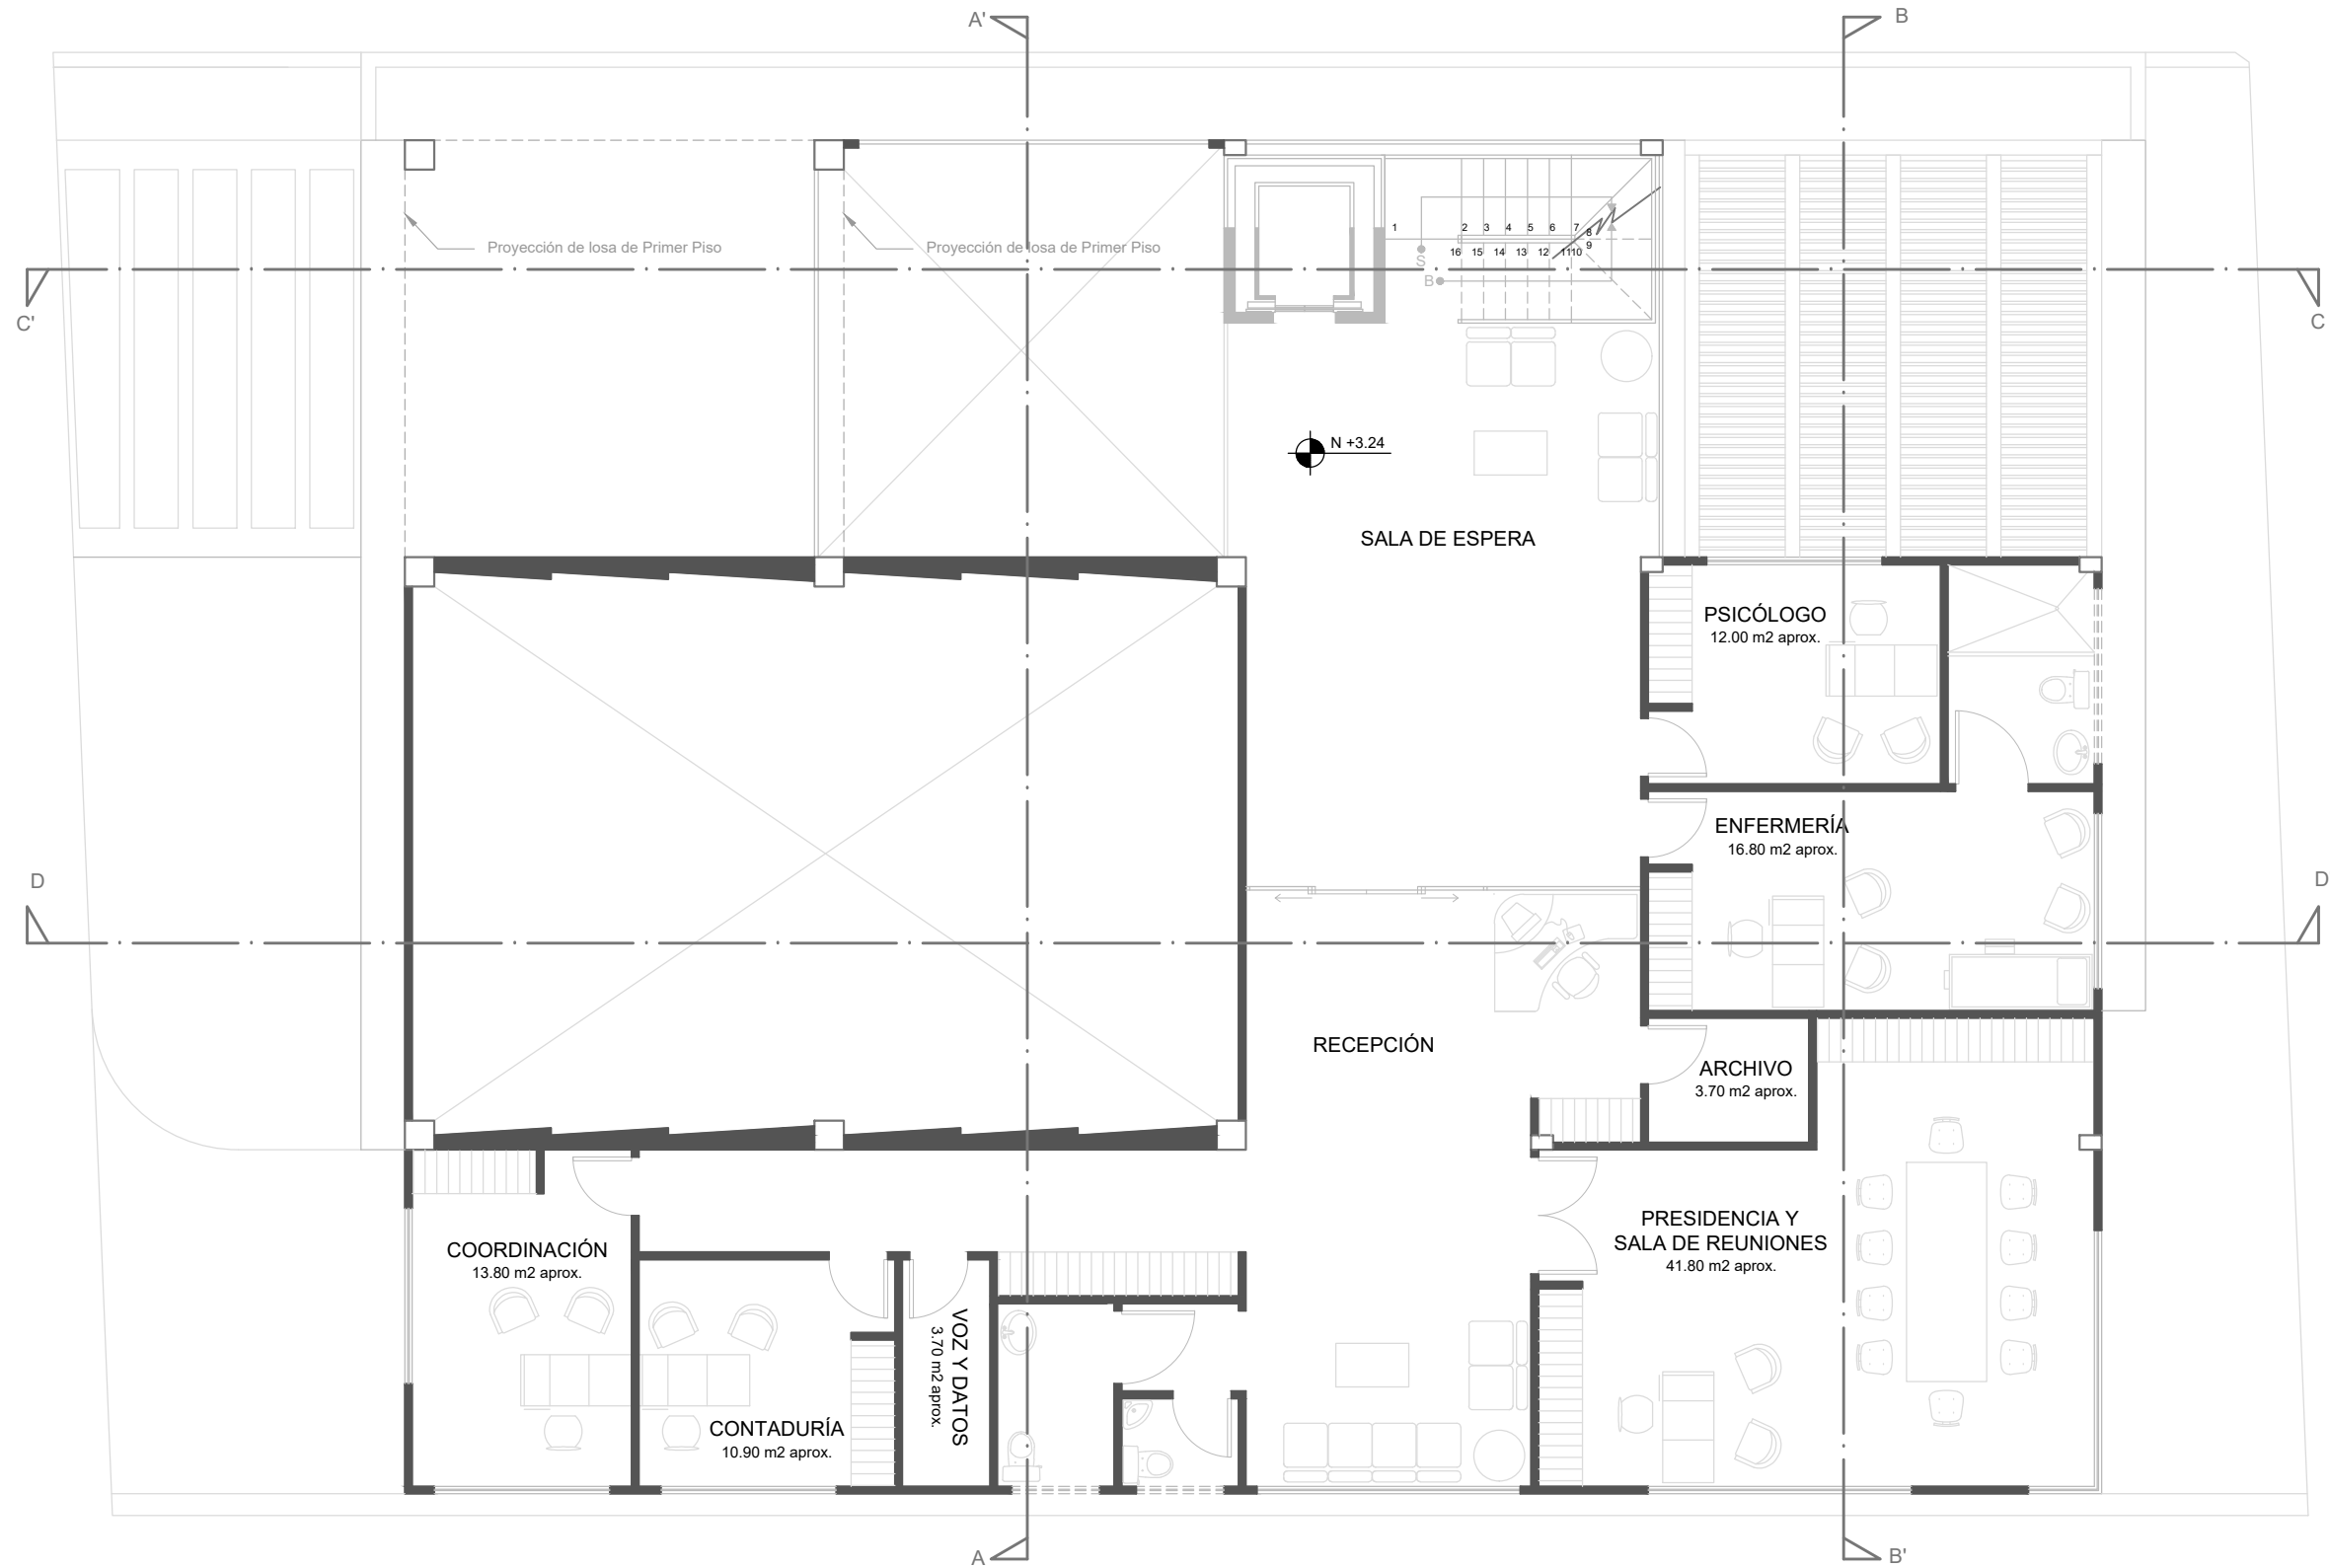 A'
B
Proyección de losa de Primer Piso
Proyección de losa de Primer Piso
1 2 3 4 5 6 7
8
9
16 15 14 13 12 11 10
S
B
C'
C
N +3.24
SALA DE ESPERA
PSICÓLOGO
12.00 m2 aprox.
ENFERMERÍA
16.80 m2 aprox.
D
D
RECEPCIÓN
ARCHIVO
3.70 m2 aprox.
PRESIDENCIA Y
SALA DE REUNIONES
41.80 m2 aprox.
COORDINACIÓN
13.80 m2 aprox.
VOZ Y DATOS
3.70 m2 aprox.
CONTADURÍA
10.90 m2 aprox.
A
B'